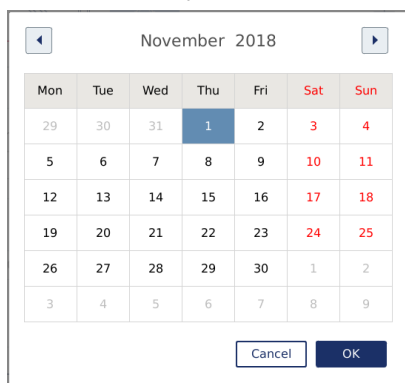 November 2018
Mon Tue Wed Thu Fri Sat Sun
29 30 31 1 2 3 4
5 6 7 8 9 10 11
12 13 14 15 16 17 18
19 20 21 22 23 24 25
26 27 28 29 30 1 2
3 4 5 6 7 8 9
Cancel OK